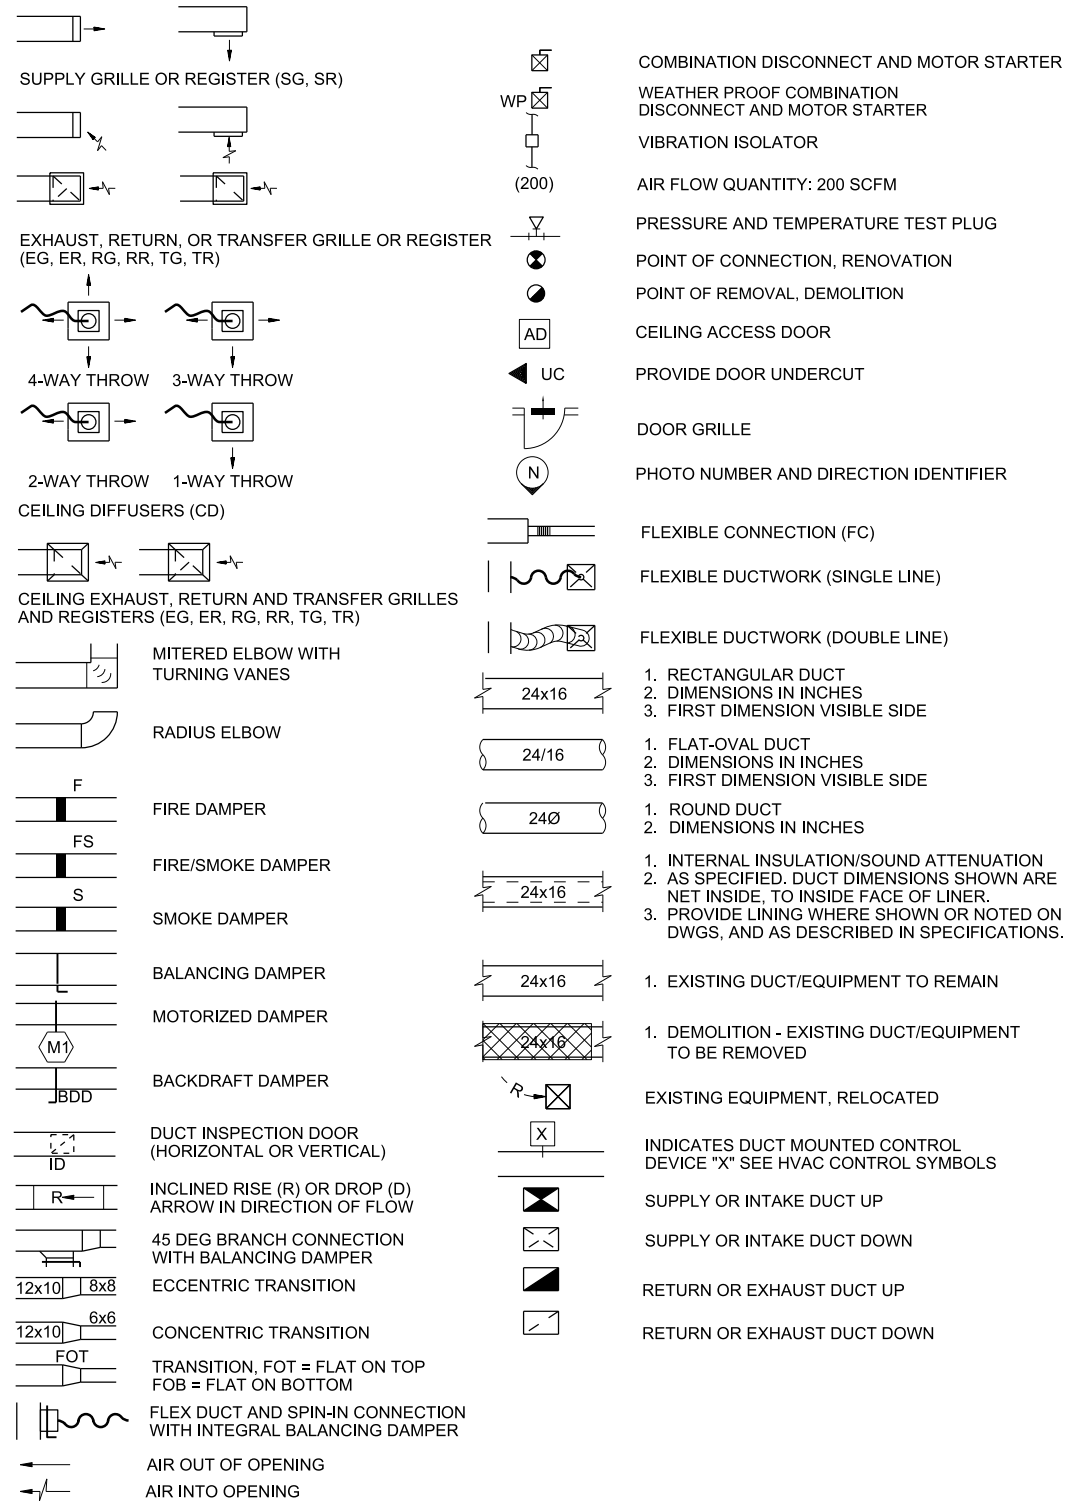 SUPPLY GRILLE OR REGISTER (SG, SR)
EXHAUST, RETURN, OR TRANSFER GRILLE OR REGISTER
(EG, ER, RG, RR, TG, TR)
4-WAY THROW
3-WAY THROW
2-WAY THROW
1-WAY THROW
CEILING DIFFUSERS (CD)
CEILING EXHAUST, RETURN AND TRANSFER GRILLES
AND REGISTERS (EG, ER, RG, RR, TG, TR)
MITERED ELBOW WITH
TURNING VANES
RADIUS ELBOW
F
FIRE DAMPER
FS
FIRE/SMOKE DAMPER
S
SMOKE DAMPER
BALANCING DAMPER
MOTORIZED DAMPER
M1
BACKDRAFT DAMPER
BDD
DUCT INSPECTION DOOR
(HORIZONTAL OR VERTICAL)
ID
INCLINED RISE (R) OR DROP (D)
ARROW IN DIRECTION OF FLOW
R
45 DEG BRANCH CONNECTION
WITH BALANCING DAMPER
12x10 8x8
ECCENTRIC TRANSITION
6x6
12x10
CONCENTRIC TRANSITION
FOT
TRANSITION, FOT = FLAT ON TOP
FOB = FLAT ON BOTTOM
FLEX DUCT AND SPIN-IN CONNECTION
WITH INTEGRAL BALANCING DAMPER
AIR OUT OF OPENING
AIR INTO OPENING
COMBINATION DISCONNECT AND MOTOR STARTER
WP
WEATHER PROOF COMBINATION
DISCONNECT AND MOTOR STARTER
VIBRATION ISOLATOR
(200)
AIR FLOW QUANTITY: 200 SCFM
PRESSURE AND TEMPERATURE TEST PLUG
POINT OF CONNECTION, RENOVATION
POINT OF REMOVAL, DEMOLITION
AD
CEILING ACCESS DOOR
UC
PROVIDE DOOR UNDERCUT
DOOR GRILLE
N
PHOTO NUMBER AND DIRECTION IDENTIFIER
FLEXIBLE CONNECTION (FC)
FLEXIBLE DUCTWORK (SINGLE LINE)
FLEXIBLE DUCTWORK (DOUBLE LINE)
24x16
1. RECTANGULAR DUCT
2. DIMENSIONS IN INCHES
3. FIRST DIMENSION VISIBLE SIDE
24/16
1. FLAT-OVAL DUCT
2. DIMENSIONS IN INCHES
3. FIRST DIMENSION VISIBLE SIDE
24Ø
1. ROUND DUCT
2. DIMENSIONS IN INCHES
24x16
1. INTERNAL INSULATION/SOUND ATTENUATION
2. AS SPECIFIED. DUCT DIMENSIONS SHOWN ARE
NET INSIDE, TO INSIDE FACE OF LINER.
3. PROVIDE LINING WHERE SHOWN OR NOTED ON
DWGS, AND AS DESCRIBED IN SPECIFICATIONS.
24x16
1. EXISTING DUCT/EQUIPMENT TO REMAIN
24x16
1. DEMOLITION - EXISTING DUCT/EQUIPMENT
TO BE REMOVED
R
EXISTING EQUIPMENT, RELOCATED
X
INDICATES DUCT MOUNTED CONTROL
DEVICE "X" SEE HVAC CONTROL SYMBOLS
SUPPLY OR INTAKE DUCT UP
SUPPLY OR INTAKE DUCT DOWN
RETURN OR EXHAUST DUCT UP
RETURN OR EXHAUST DUCT DOWN